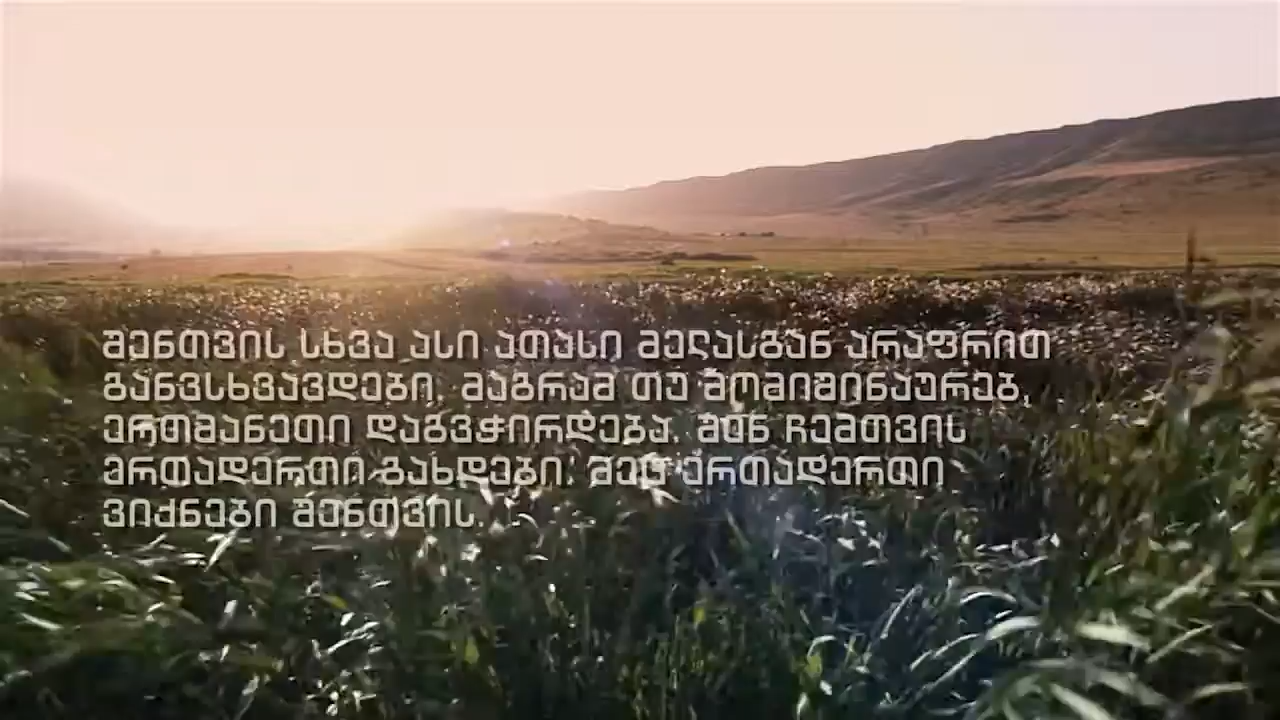 შენთვის სხვა ასი ათასი მელასგან არაფრით
განვსხვავდები. მაგრამ თუ მომიშინაურებ,
ერთმანეთი დაგვჭირდება. შენ ჩემთვის
ერთადერთი გახდები. მეც ერთადერთი
ვიქნები შენთვის.